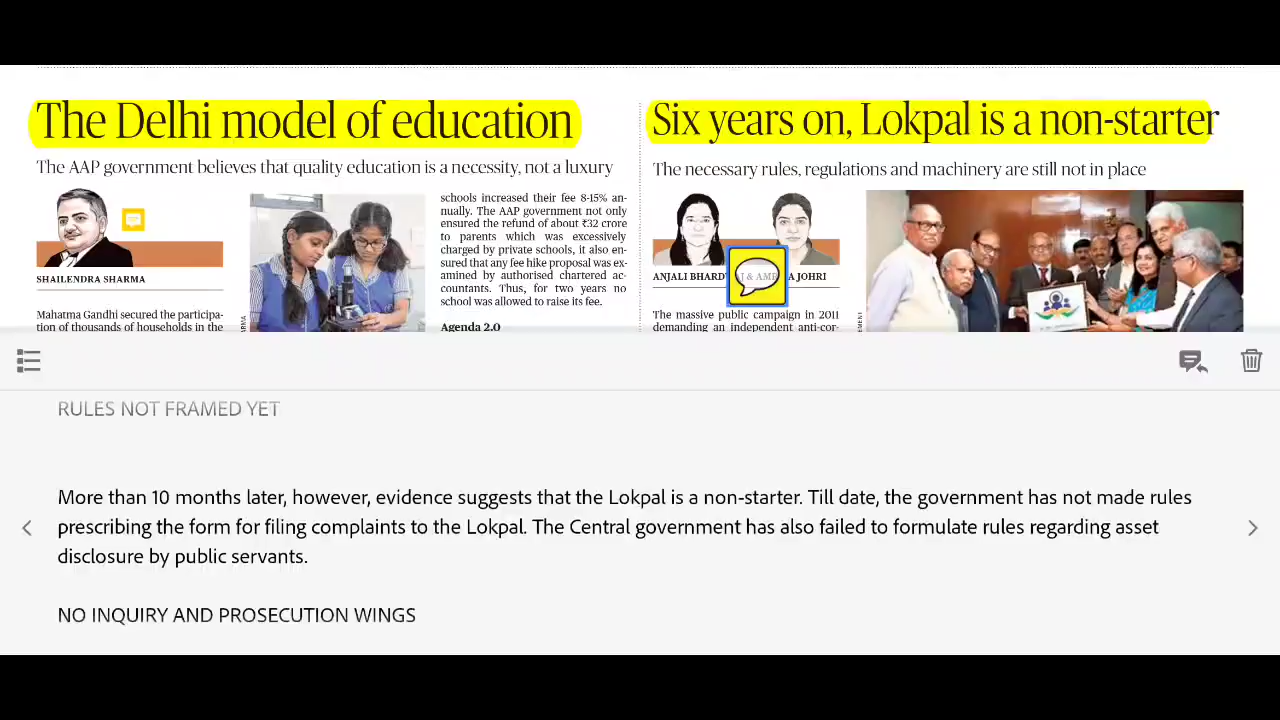 The Delhi model of education
The AAP government believes that quality education is a necessity, not a luxury
SHAILENDRA SHARMA
Mahatma Gandhi secured the participa-
tion of thousands of households in the
schools increased their fee 8-15% an-
nually. The AAP government not only
ensured the refund of about ₹32 crore
to parents which was excessively
charged by private schools, it also en-
sured that any fee hike proposal was ex-
amined by authorised chartered ac-
countants. Thus, for two years no
school was allowed to raise its fee.
Agenda 2.0
Six years on, Lokpal is a non-starter
The necessary rules, regulations and machinery are still not in place
ANJALI BHARDWAJ & AMRITA JOHRI
The massive public campaign in 2011
demanding an independent anti-cor-
RULES NOT FRAMED YET
More than 10 months later, however, evidence suggests that the Lokpal is a non-starter. Till date, the government has not made rules
prescribing the form for filing complaints to the Lokpal. The Central government has also failed to formulate rules regarding asset
disclosure by public servants.
NO INQUIRY AND PROSECUTION WINGS